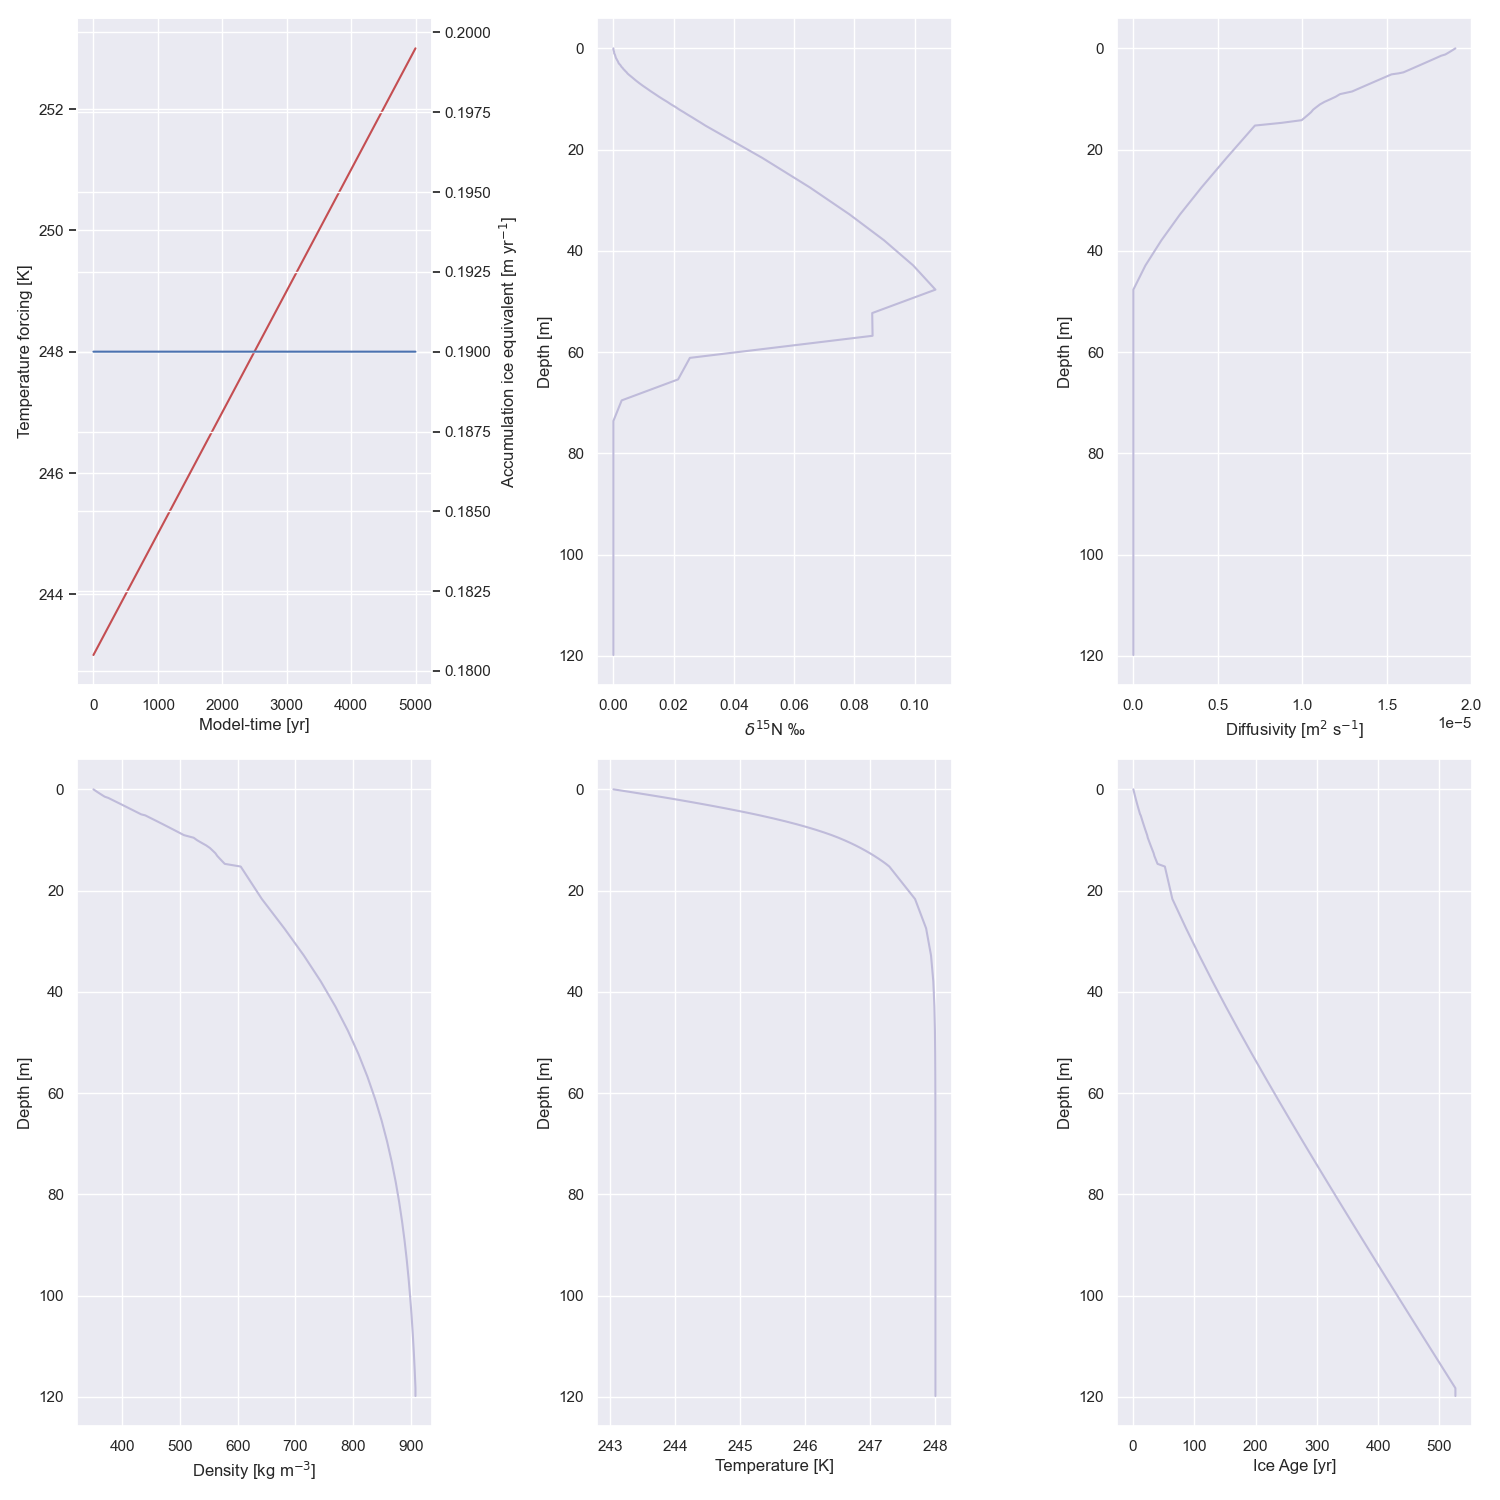 Temperature forcing [K]
252
250
248
246
244
0 1000 2000 3000 4000 5000
Model-time [yr]
0.2000
0.1975
0.1950
0.1925
0.1900
0.1875
0.1850
0.1825
0.1800
Accumulation ice equivalent [m yr⁻¹]
Depth [m]
0
20
40
60
80
100
120
0.00 0.02 0.04 0.06 0.08 0.10
δ¹⁵N ‰
Depth [m]
0
20
40
60
80
100
120
0.0 0.5 1.0 1.5 2.0
1e−5
Diffusivity [m² s⁻¹]
Depth [m]
0
20
40
60
80
100
120
400 500 600 700 800 900
Density [kg m⁻³]
Depth [m]
0
20
40
60
80
100
120
243 244 245 246 247 248
Temperature [K]
Depth [m]
0
20
40
60
80
100
120
0 100 200 300 400 500
Ice Age [yr]